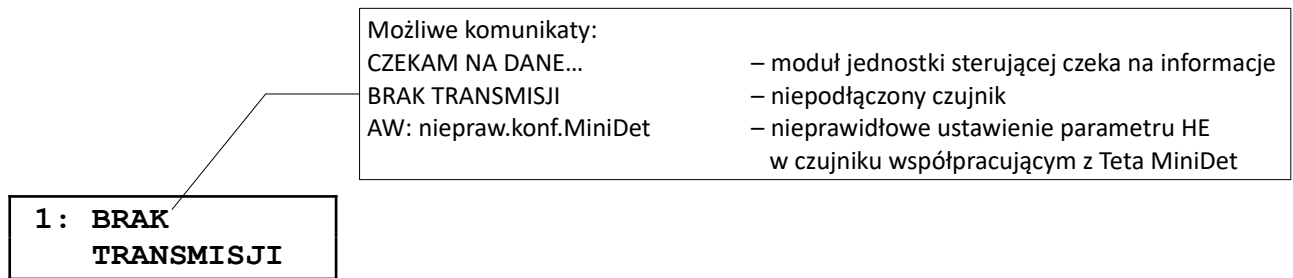 Możliwe komunikaty:
CZEKAM NA DANE… – moduł jednostki sterującej czeka na informacje
BRAK TRANSMISJI – niepodłączony czujnik
AW: niepraw.konf.MiniDet – nieprawidłowe ustawienie parametru HE
w czujniku współpracującym z Teta MiniDet
1: BRAK
TRANSMISJI